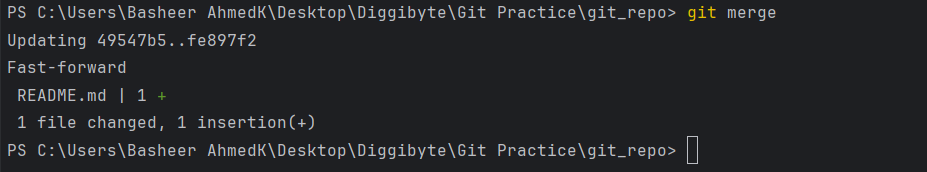 PS C:\Users\Basheer AhmedK\Desktop\Diggibyte\Git Practice\git_repo> git merge
Updating 49547b5..fe897f2
Fast-forward
 README.md | 1 +
 1 file changed, 1 insertion(+)
PS C:\Users\Basheer AhmedK\Desktop\Diggibyte\Git Practice\git_repo>